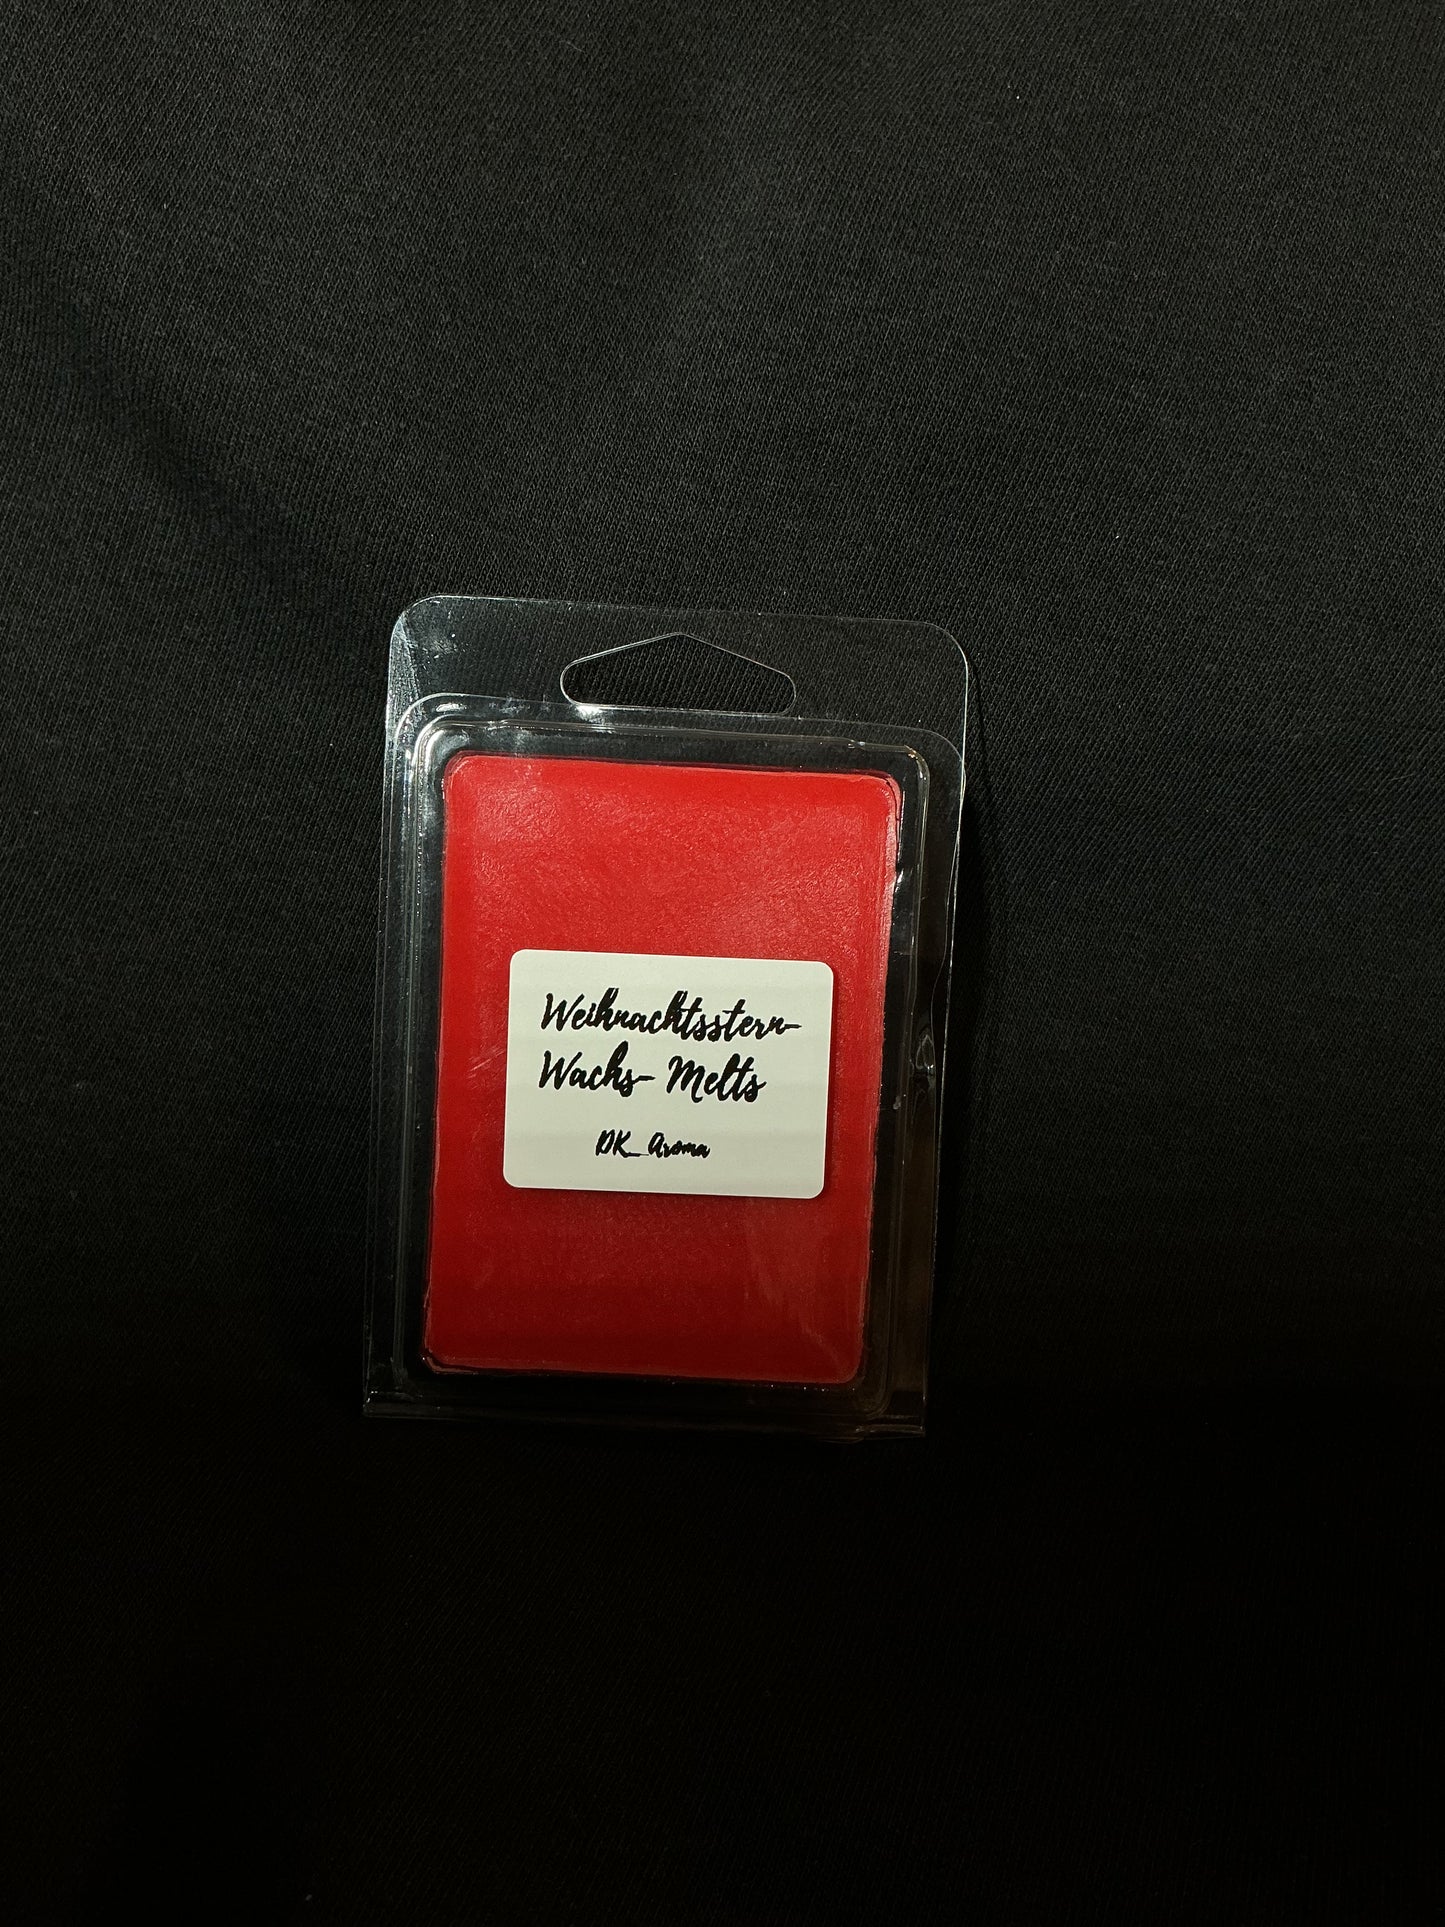 Weihnachtsstern-
Wachs- Melts
DK_Aroma